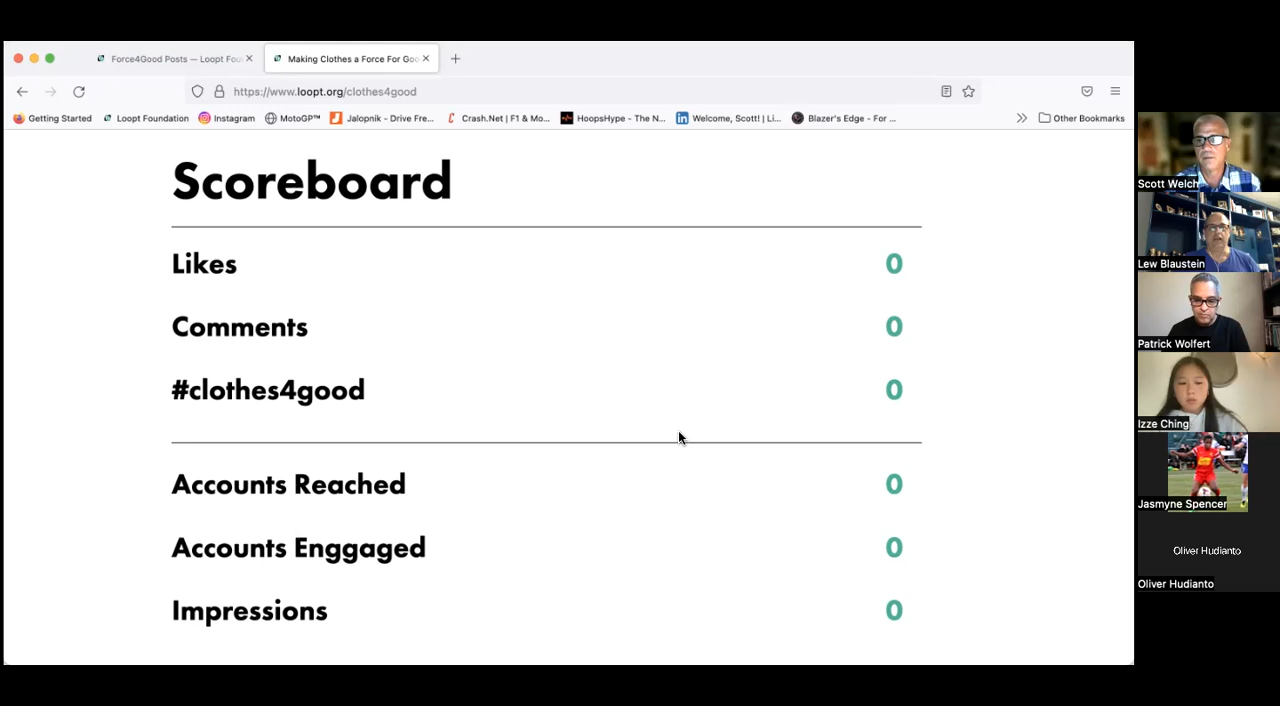 Force4Good Posts — Loopt Fou
Making Clothes a Force For Goo
https://www.loopt.org/clothes4good
Getting Started
Loopt Foundation
Instagram
MotoGP™
Jalopnik - Drive Fre...
Crash.Net | F1 & Mo...
HoopsHype - The N...
Welcome, Scott! | Li...
Blazer's Edge - For ...
Other Bookmarks
Scoreboard
Likes 0
Comments 0
#clothes4good 0
Accounts Reached 0
Accounts Enggaged 0
Impressions 0
Scott Welch
Lew Blaustein
Patrick Wolfert
Izze Ching
Jasmyne Spencer
Oliver Hudianto
Oliver Hudianto